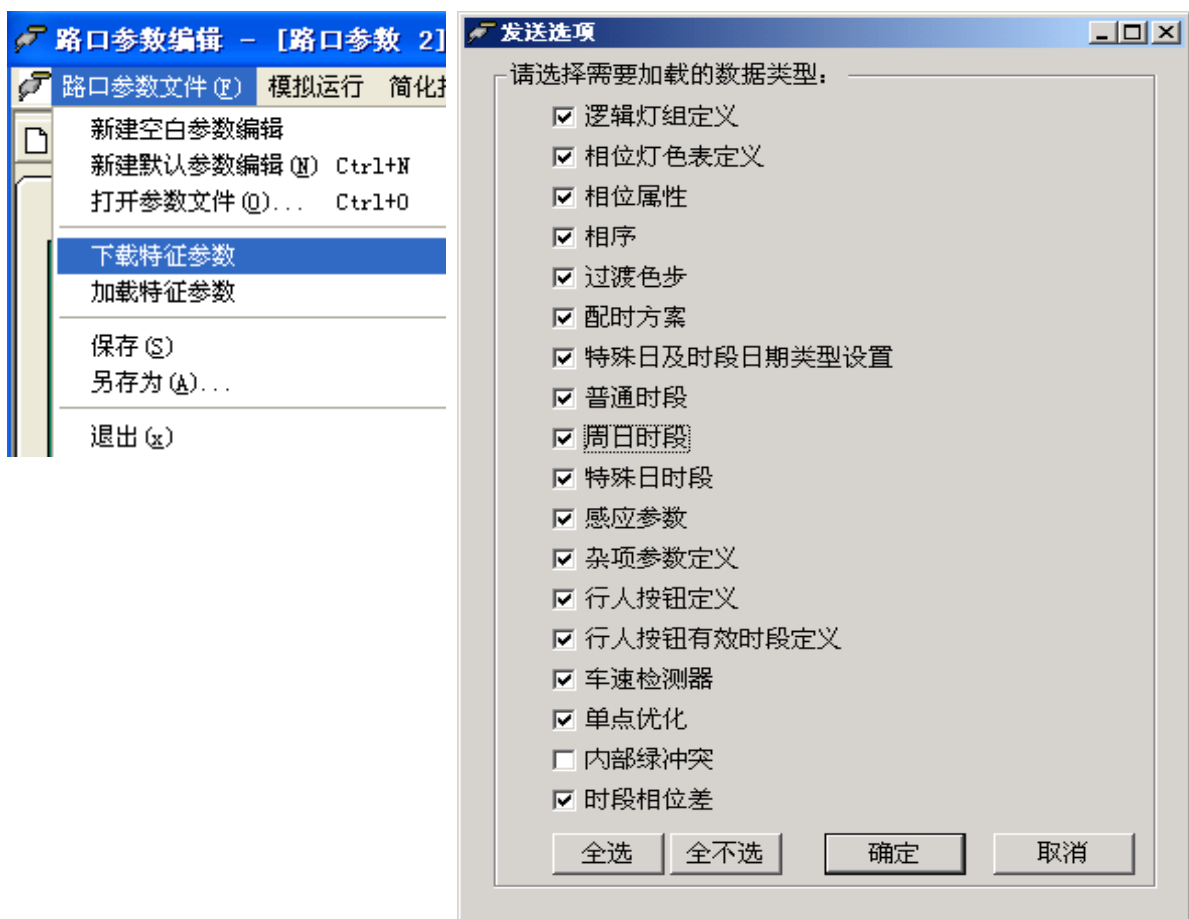 路口参数编辑 - [路口参数 2]
路口参数文件(F) 模拟运行 简化
新建空白参数编辑
新建默认参数编辑(N) Ctrl+N
打开参数文件(O)... Ctrl+O
下载特征参数
加载特征参数
保存(S)
另存为(A)...
退出(x)
发送选项
请选择需要加载的数据类型:
逻辑灯组定义
相位灯色表定义
相位属性
相序
过渡色步
配时方案
特殊日及时段日期类型设置
普通时段
周日时段
特殊日时段
感应参数
杂项参数定义
行人按钮定义
行人按钮有效时段定义
车速检测器
单点优化
内部绿冲突
时段相位差
全选 全不选 确定 取消